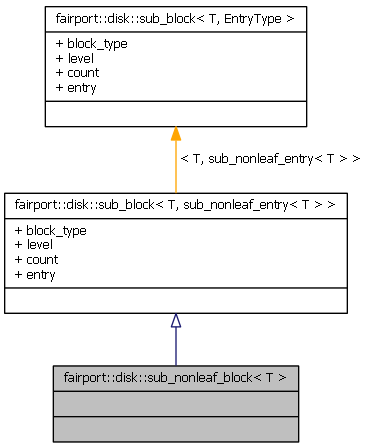 fairport::disk::sub_block< T, EntryType >
+ block_type
+ level
+ count
+ entry
< T, sub_nonleaf_entry< T > >
fairport::disk::sub_block< T, sub_nonleaf_entry< T > >
+ block_type
+ level
+ count
+ entry
fairport::disk::sub_nonleaf_block< T >